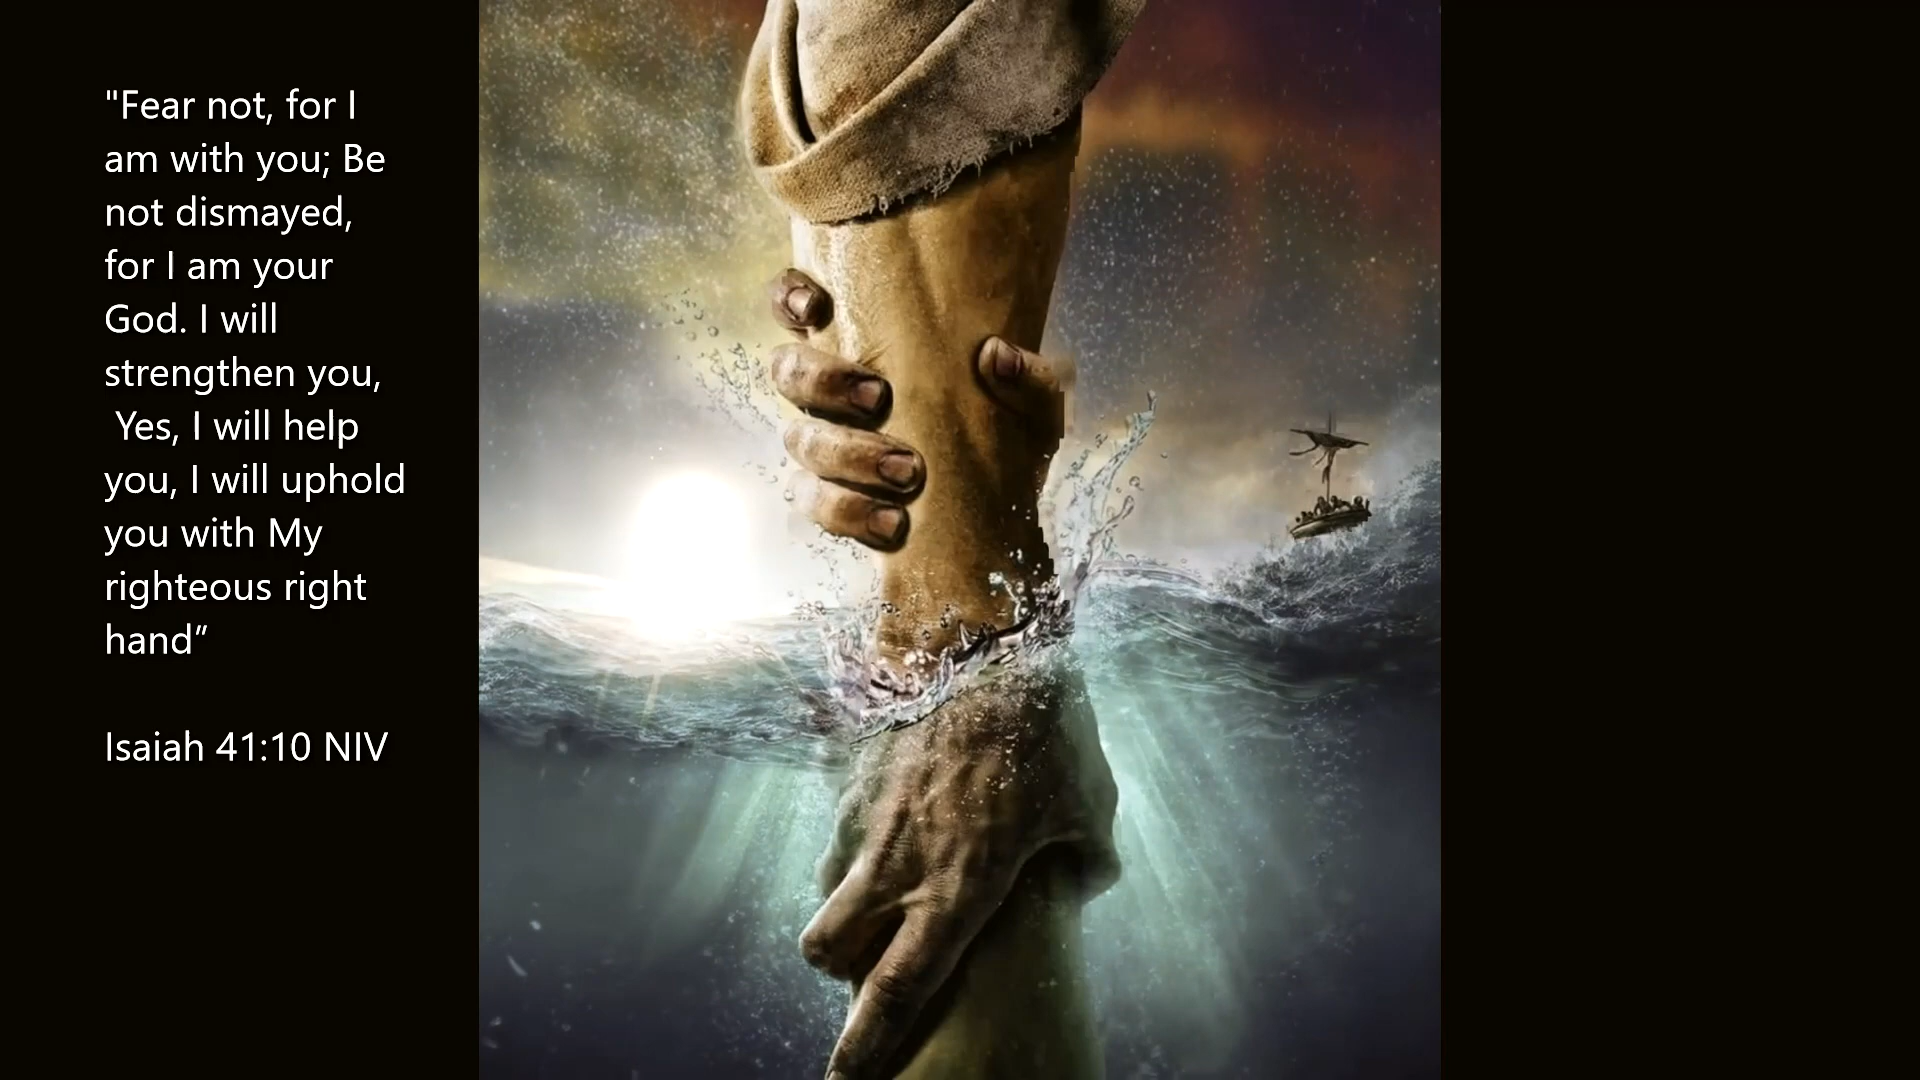 "Fear not, for I
am with you; Be
not dismayed,
for I am your
God. I will
strengthen you,
Yes, I will help
you, I will uphold
you with My
righteous right
hand”
Isaiah 41:10 NIV